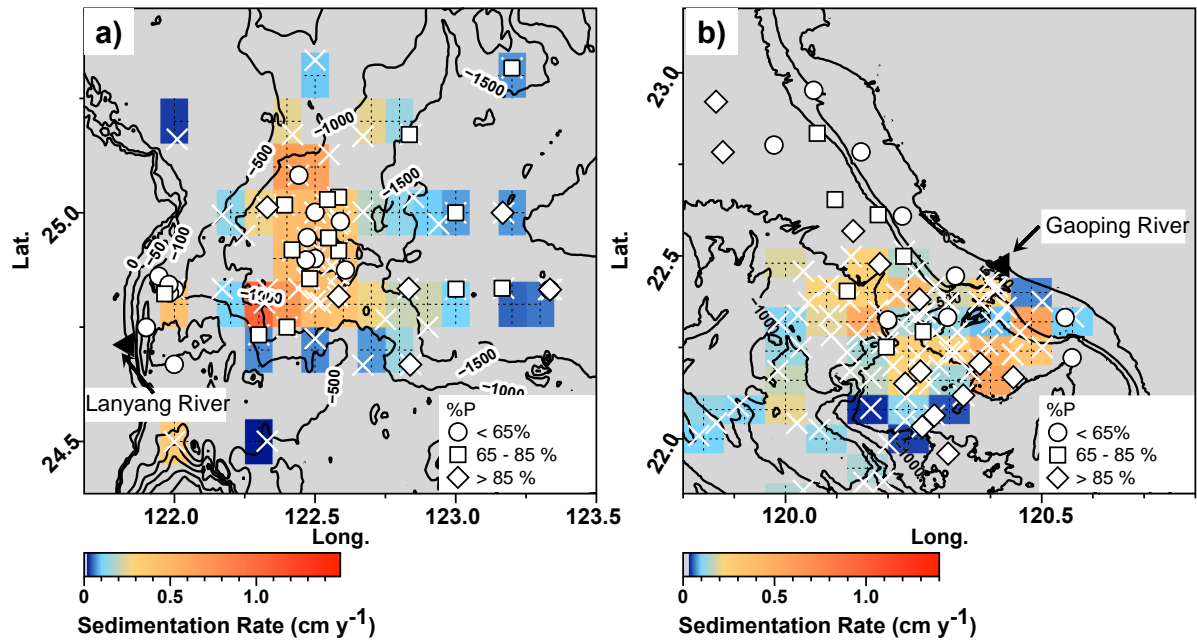 a)
−1500
−1000
−500
−1500
25.0
0
−50
−100
−1000
Lat.
−500
−1500
−1000
Lanyang River
24.5
%P
< 65%
65 - 85 %
> 85 %
122.0
122.5
123.0
123.5
Long.
0
0.5
1.0
Sedimentation Rate (cm y-1)
b)
23.0
Gaoping River
22.5
Lat.
−100
−1000
22.0
%P
< 65%
65 - 85 %
> 85 %
120.0
120.5
Long.
0
0.5
1.0
Sedimentation Rate (cm y-1)